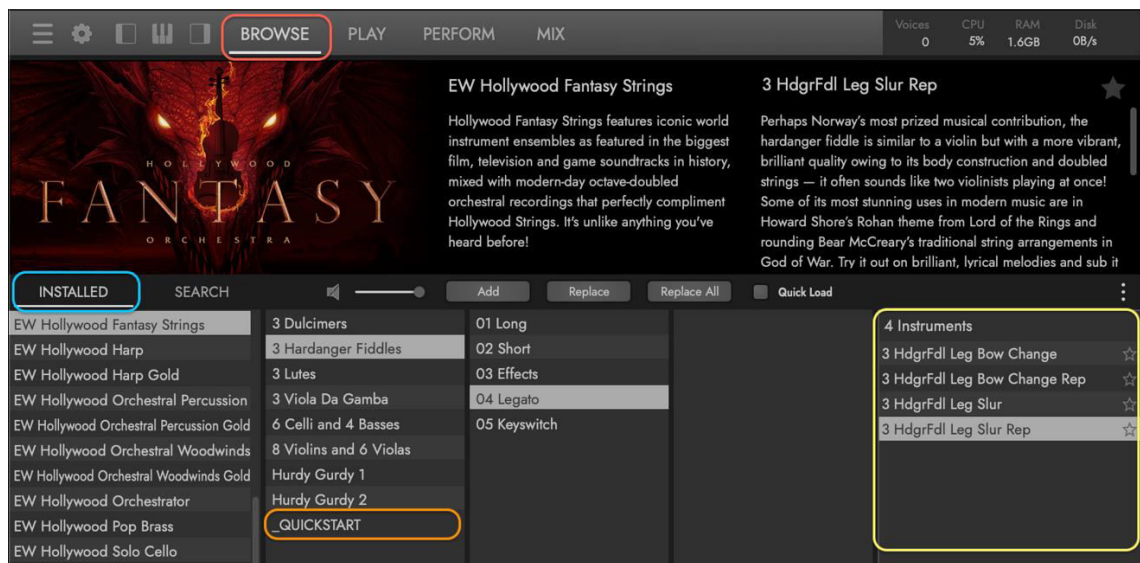 BROWSE PLAY PERFORM MIX
Voices CPU RAM Disk
0 5% 1.6GB 0B/s
HOLLYWOOD
FANTASY
ORCHESTRA
EW Hollywood Fantasy Strings
Hollywood Fantasy Strings features iconic world
instrument ensembles as featured in the biggest
film, television and game soundtracks in history,
mixed with modern-day octave-doubled
orchestral recordings that perfectly compliment
Hollywood Strings. It's unlike anything you've
heard before!
3 HdgrFdl Leg Slur Rep
Perhaps Norway's most prized musical contribution, the
hardanger fiddle is similar to a violin but with a more vibrant,
brilliant quality owing to its body construction and doubled
strings — it often sounds like two violinists playing at once!
Some of its most stunning uses in modern music are in
Howard Shore's Rohan theme from Lord of the Rings and
rounding Bear McCreary's traditional string arrangements in
God of War. Try it out on brilliant, lyrical melodies and sub it
INSTALLED SEARCH Add Replace Replace All Quick Load
EW Hollywood Fantasy Strings
EW Hollywood Harp
EW Hollywood Harp Gold
EW Hollywood Orchestral Percussion
EW Hollywood Orchestral Percussion Gold
EW Hollywood Orchestral Woodwinds
EW Hollywood Orchestral Woodwinds Gold
EW Hollywood Orchestrator
EW Hollywood Pop Brass
EW Hollywood Solo Cello
3 Dulcimers
3 Hardanger Fiddles
3 Lutes
3 Viola Da Gamba
6 Celli and 4 Basses
8 Violins and 6 Violas
Hurdy Gurdy 1
Hurdy Gurdy 2
_QUICKSTART
01 Long
02 Short
03 Effects
04 Legato
05 Keyswitch
4 Instruments
3 HdgrFdl Leg Bow Change
3 HdgrFdl Leg Bow Change Rep
3 HdgrFdl Leg Slur
3 HdgrFdl Leg Slur Rep